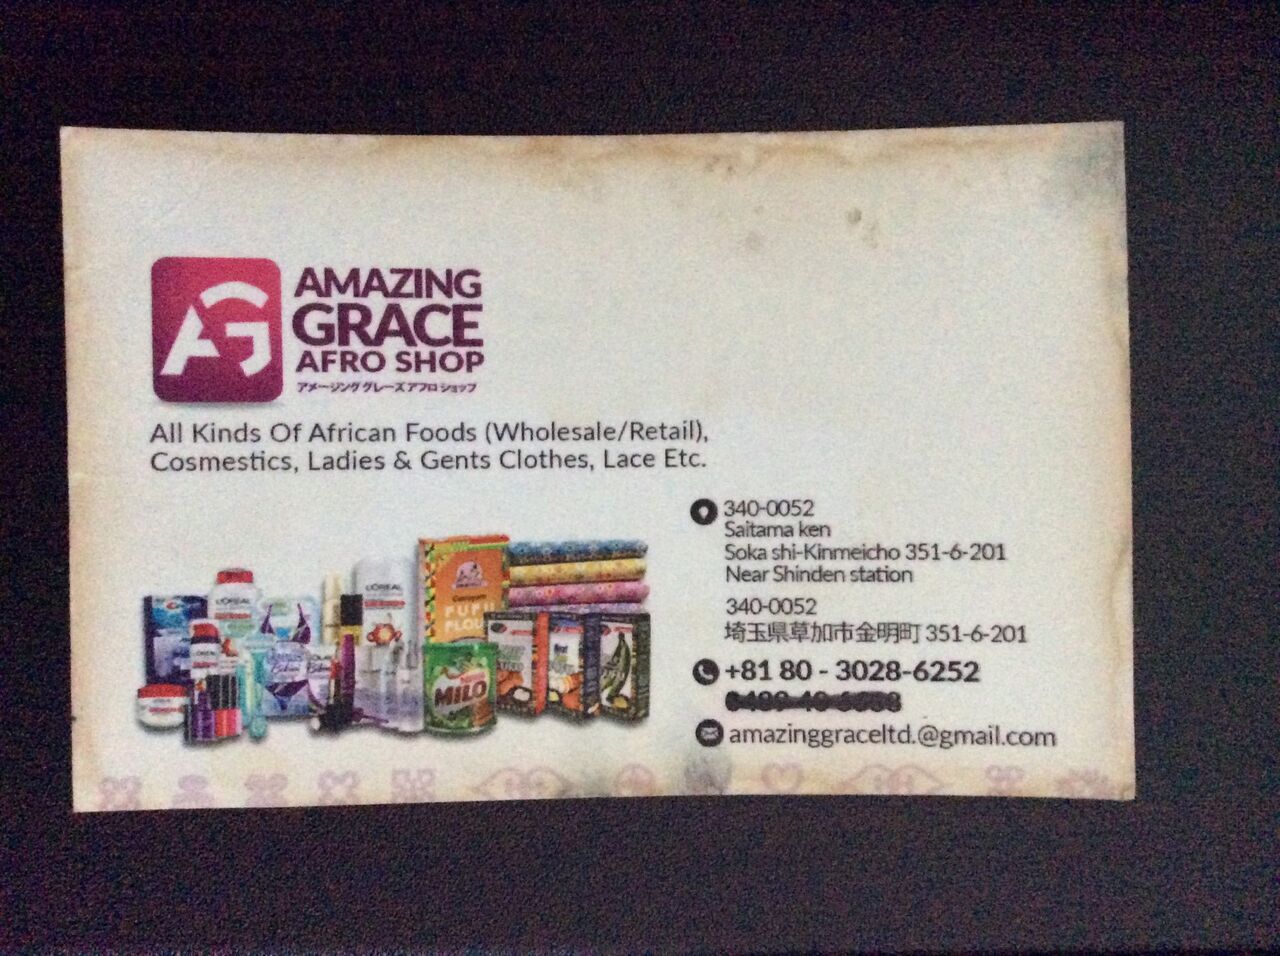 AG
AMAZING
GRACE
AFRO SHOP
アメージンググレーズアフロショップ
All Kinds Of African Foods (Wholesale/Retail),
Cosmestics, Ladies & Gents Clothes, Lace Etc.
340-0052
Saitama ken
Soka shi-Kinmeicho 351-6-201
Near Shinden station
340-0052
埼玉県草加市金明町 351-6-201
+81 80 - 3028-6252
amazinggraceltd.@gmail.com
L'OREAL
L'OREAL
FUFU
FLOUR
MILO